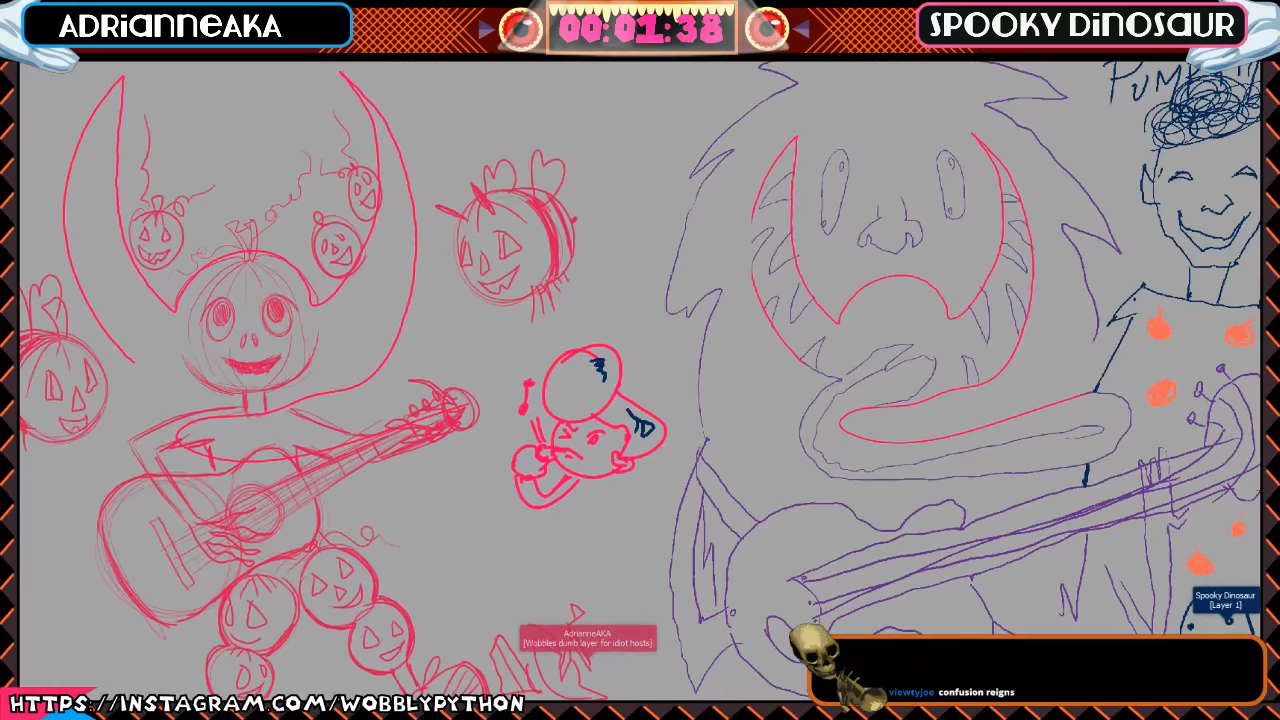 ADRIANNEAKA
00:01:38
SPOOKY DINOSAUR
AdrianneAKA
[Wobbles dumb layer for idiot hosts]
Spooky Dinosaur
[Layer 1]
viewtyjoe confusion reigns
HTTPS://INSTAGRAM.COM/WOBBLYPYTHON